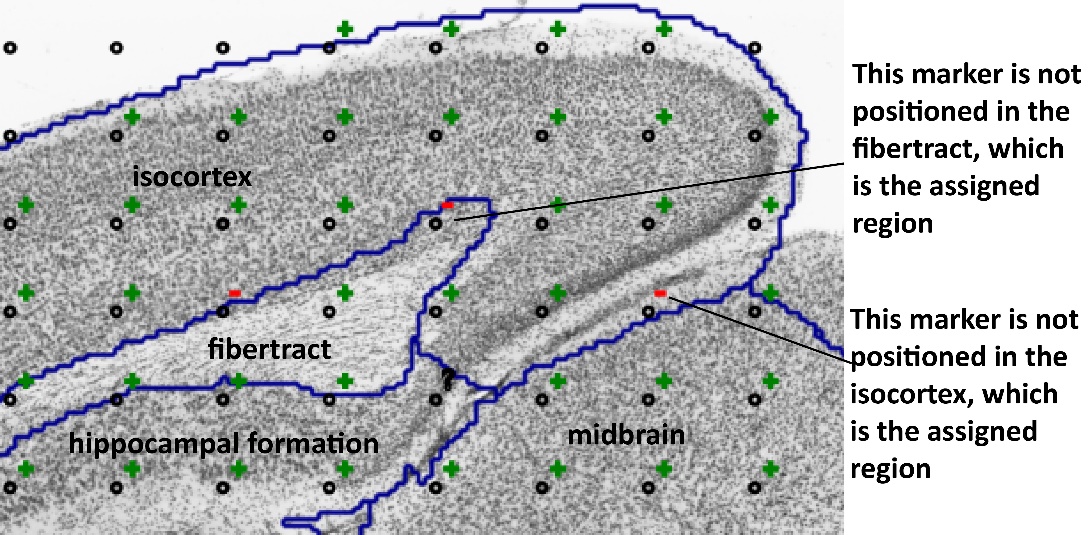 This marker is not
positioned in the
fibertract, which
is the assigned
region
isocortex
This marker is not
positioned in the
isocortex, which
is the assigned
region
fibertract
hippocampal formation
midbrain